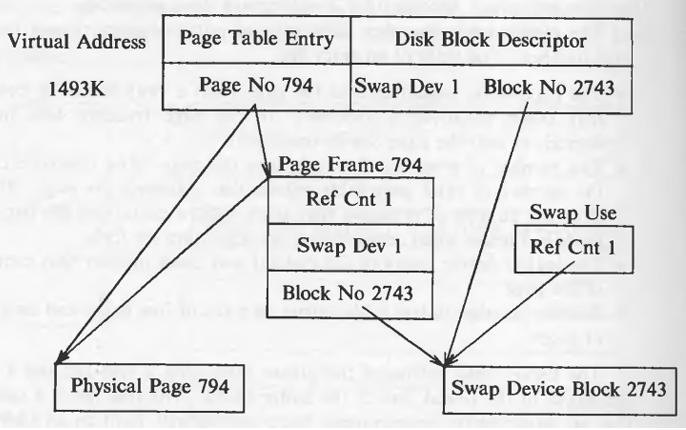 Virtual Address
Page Table Entry
Disk Block Descriptor
1493K
Page No 794
Swap Dev 1
Block No 2743
Page Frame 794
Ref Cnt 1
Swap Dev 1
Block No 2743
Swap Use
Ref Cnt 1
Physical Page 794
Swap Device Block 2743